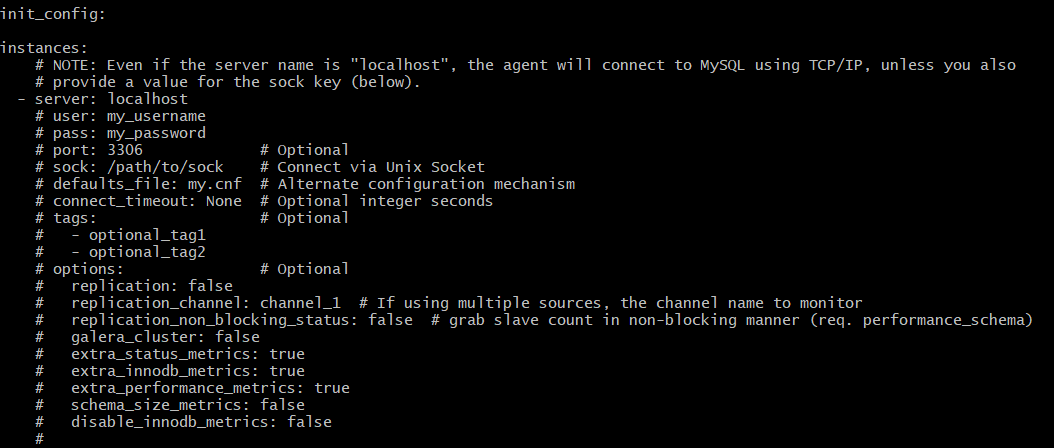 init_config:

instances:
    # NOTE: Even if the server name is "localhost", the agent will connect to MySQL using TCP/IP, unless you also
    # provide a value for the sock key (below).
  - server: localhost
    # user: my_username
    # pass: my_password
    # port: 3306             # Optional
    # sock: /path/to/sock    # Connect via Unix Socket
    # defaults_file: my.cnf  # Alternate configuration mechanism
    # connect_timeout: None  # Optional integer seconds
    # tags:                  # Optional
    #   - optional_tag1
    #   - optional_tag2
    # options:               # Optional
    #   replication: false
    #   replication_channel: channel_1  # If using multiple sources, the channel name to monitor
    #   replication_non_blocking_status: false  # grab slave count in non-blocking manner (req. performance_schema)
    #   galera_cluster: false
    #   extra_status_metrics: true
    #   extra_innodb_metrics: true
    #   extra_performance_metrics: true
    #   schema_size_metrics: false
    #   disable_innodb_metrics: false
    #